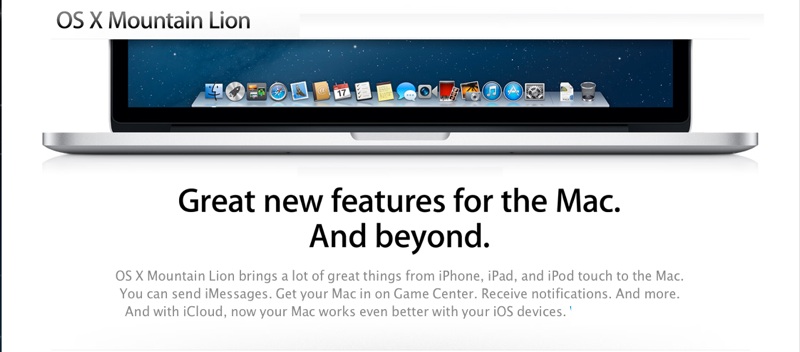 OS X Mountain Lion
17
Great new features for the Mac.
And beyond.
OS X Mountain Lion brings a lot of great things from iPhone, iPad, and iPod touch to the Mac.
You can send iMessages. Get your Mac in on Game Center. Receive notifications. And more.
And with iCloud, now your Mac works even better with your iOS devices.